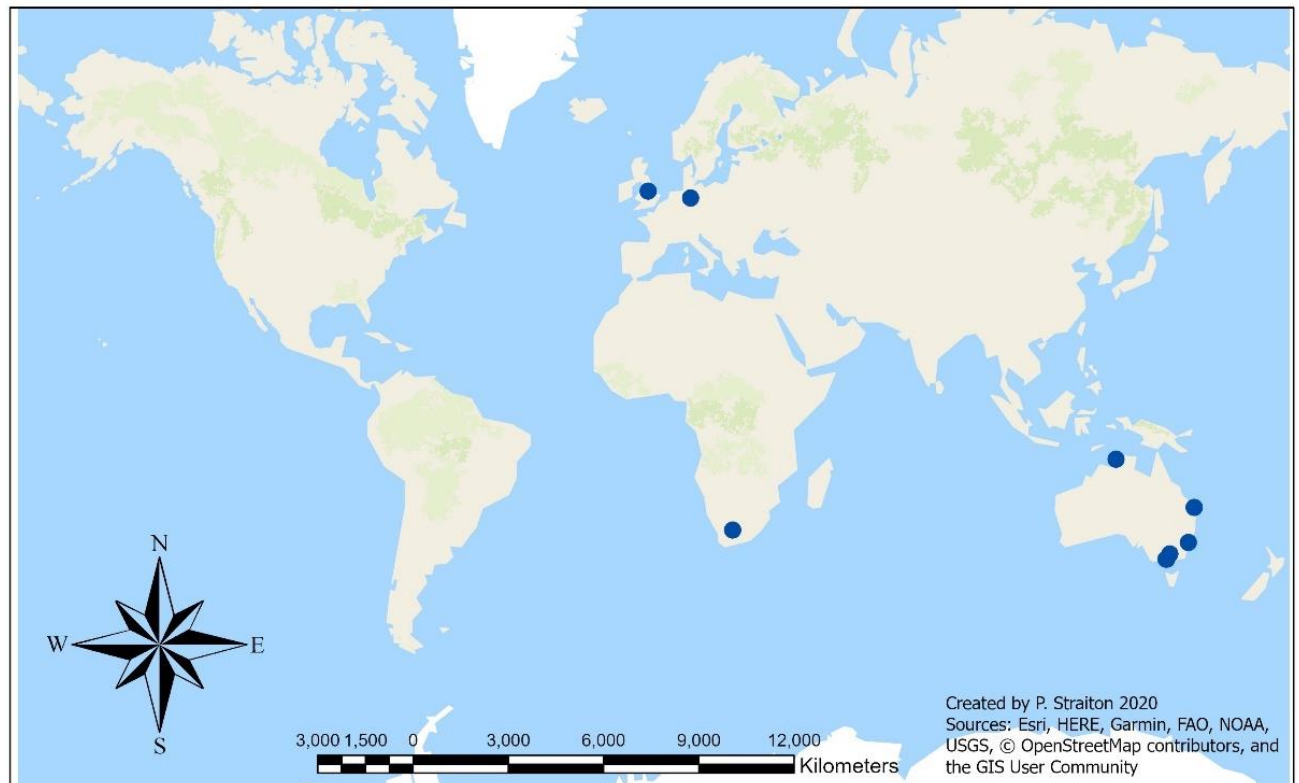 N
W E
S
3,000 1,500 0 3,000 6,000 9,000 12,000
Kilometers
Created by P. Straiton 2020
Sources: Esri, HERE, Garmin, FAO, NOAA,
USGS, © OpenStreetMap contributors, and
the GIS User Community